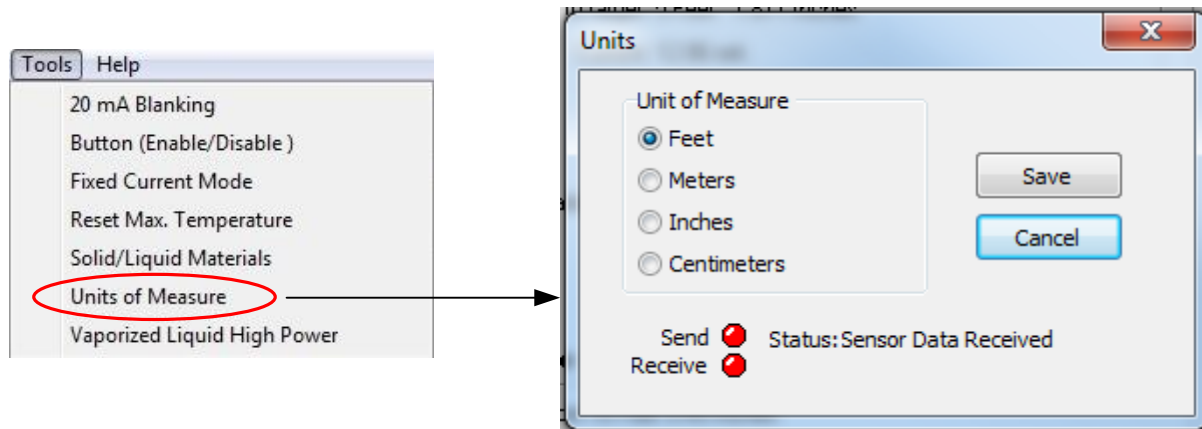 Tools Help
20 mA Blanking
Button (Enable/Disable )
Fixed Current Mode
Reset Max. Temperature
Solid/Liquid Materials
Units of Measure
Vaporized Liquid High Power
Units
Unit of Measure
Feet
Meters
Inches
Centimeters
Save
Cancel
Send
Receive
Status: Sensor Data Received